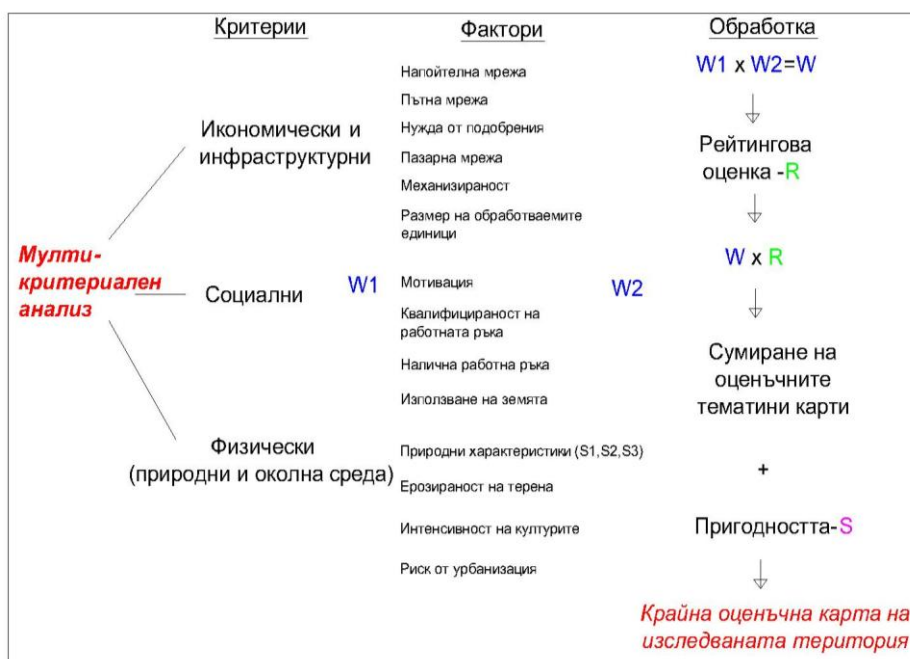 Критерии
Фактори
Обработка
Мулти-
критериален
анализ
Икономически и
инфраструктурни
Социални
Физически
(природни и околна среда)
W1
Напойтелна мрежа
Пътна мрежа
Нужда от подобрения
Пазарна мрежа
Механизираност
Размер на обработваемите
единици
Мотивация
Квалифицираност на
работната ръка
Налична работна ръка
Използване на земята
Природни характеристики (S1,S2,S3)
Ерозираност на терена
Интенсивност на културите
Риск от урбанизация
W2
W1 x W2=W
Рейтингова
оценка -R
W x R
Сумиране на
оценъчните
тематини карти
+
Пригодността-S
Крайна оценъчна карта на
изследваната територия